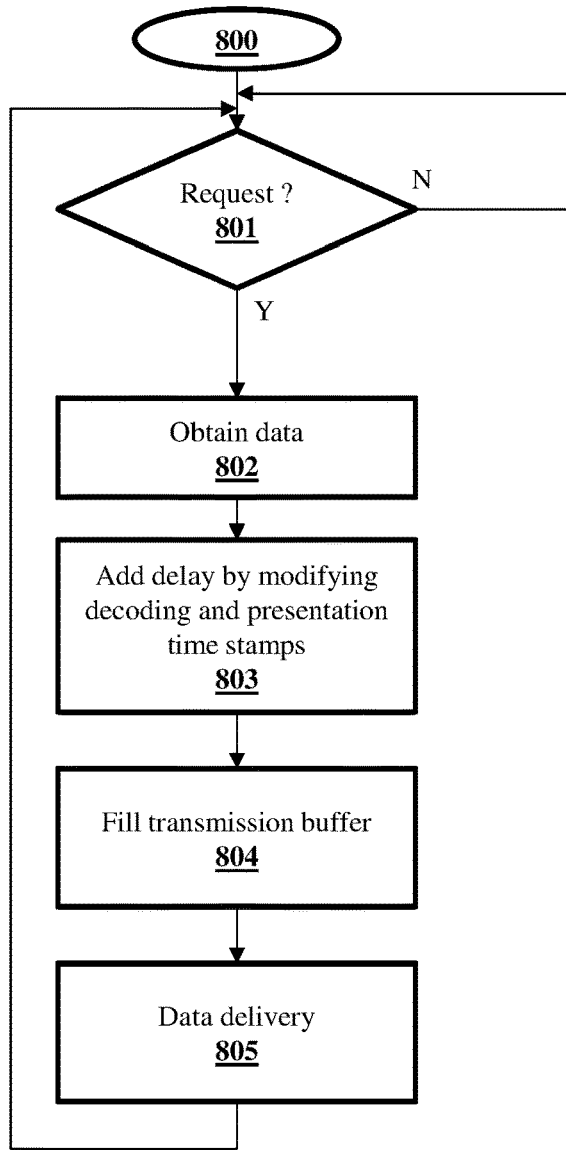 800
Request ?
801
N
Y
Obtain data
802
Add delay by modifying
decoding and presentation
time stamps
803
Fill transmission buffer
804
Data delivery
805